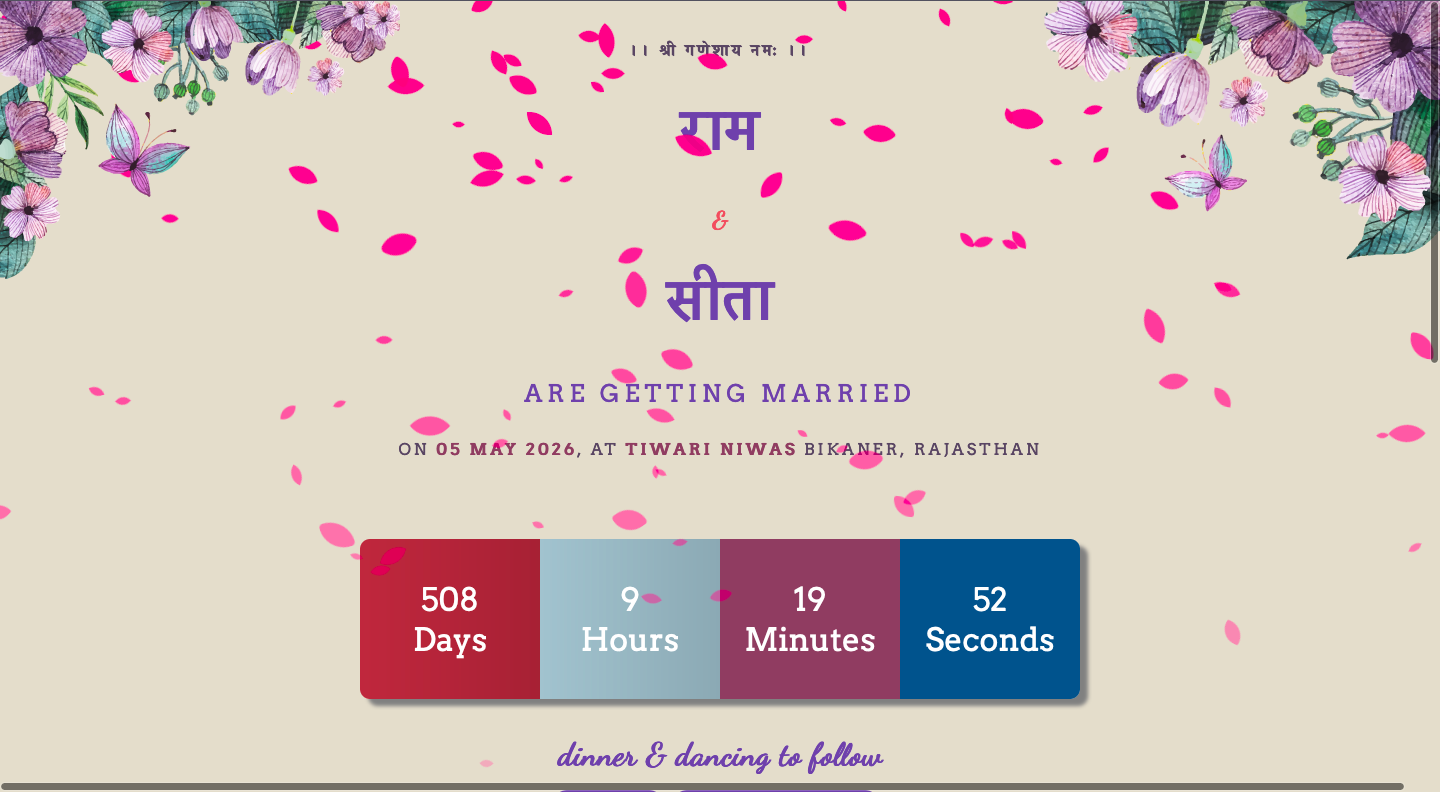 ।। श्री गणेशाय नमः ।।
राम
&
सीता
ARE GETTING MARRIED
ON 05 MAY 2026, AT TIWARI NIWAS BIKANER, RAJASTHAN
508 9 19 52
Days Hours Minutes Seconds
dinner & dancing to follow